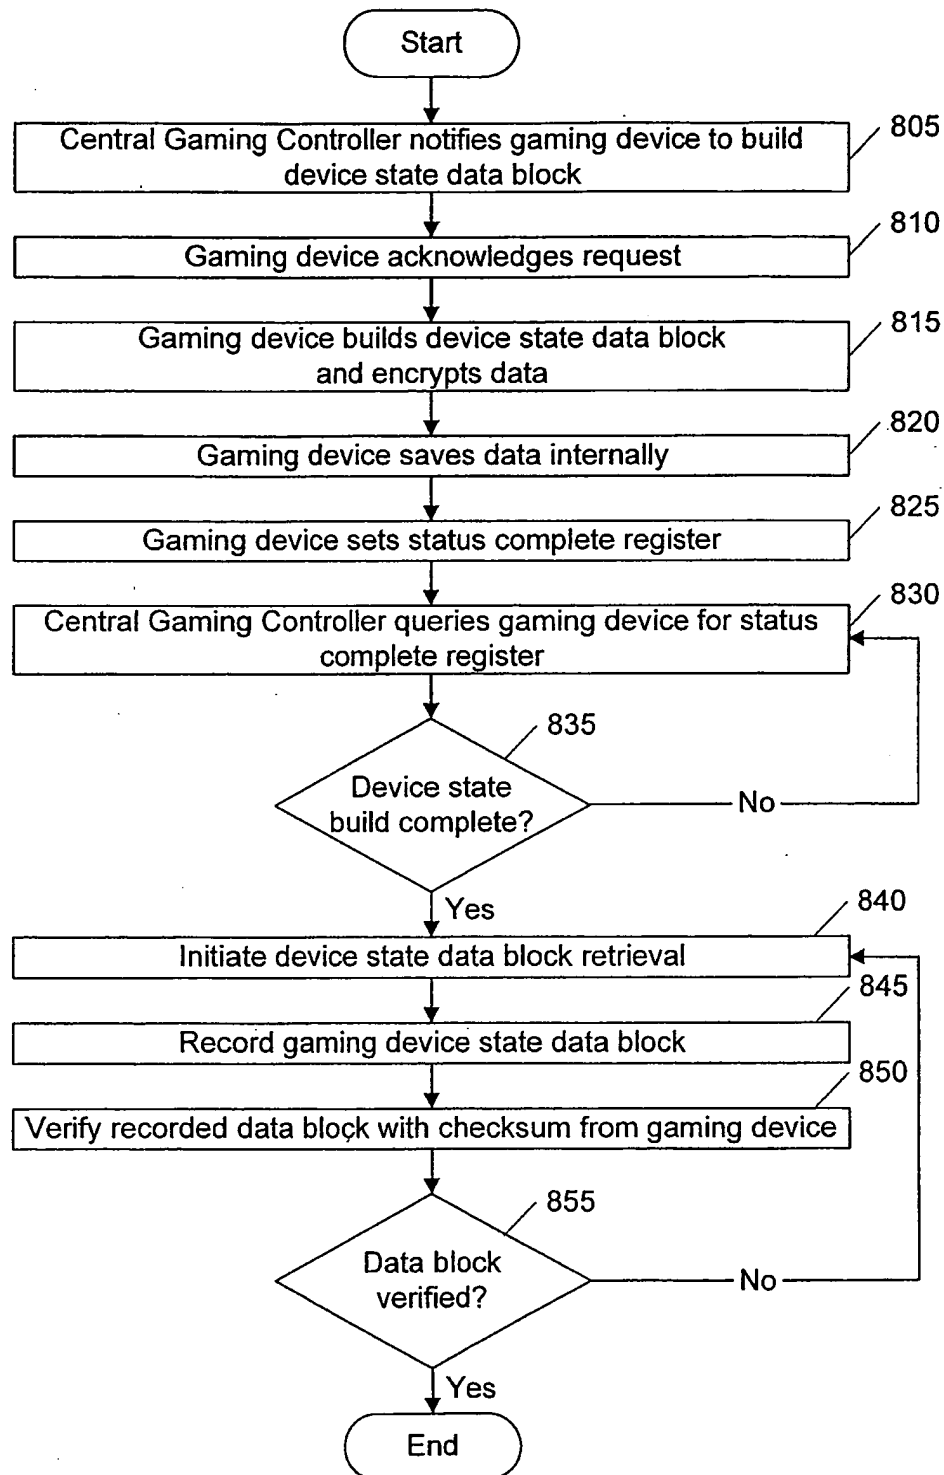 Start
805
Central Gaming Controller notifies gaming device to build
device state data block
810
Gaming device acknowledges request
815
Gaming device builds device state data block
and encrypts data
820
Gaming device saves data internally
825
Gaming device sets status complete register
830
Central Gaming Controller queries gaming device for status
complete register
835
Device state
build complete?
No
Yes
840
Initiate device state data block retrieval
845
Record gaming device state data block
850
Verify recorded data block with checksum from gaming device
855
Data block
verified?
No
Yes
End